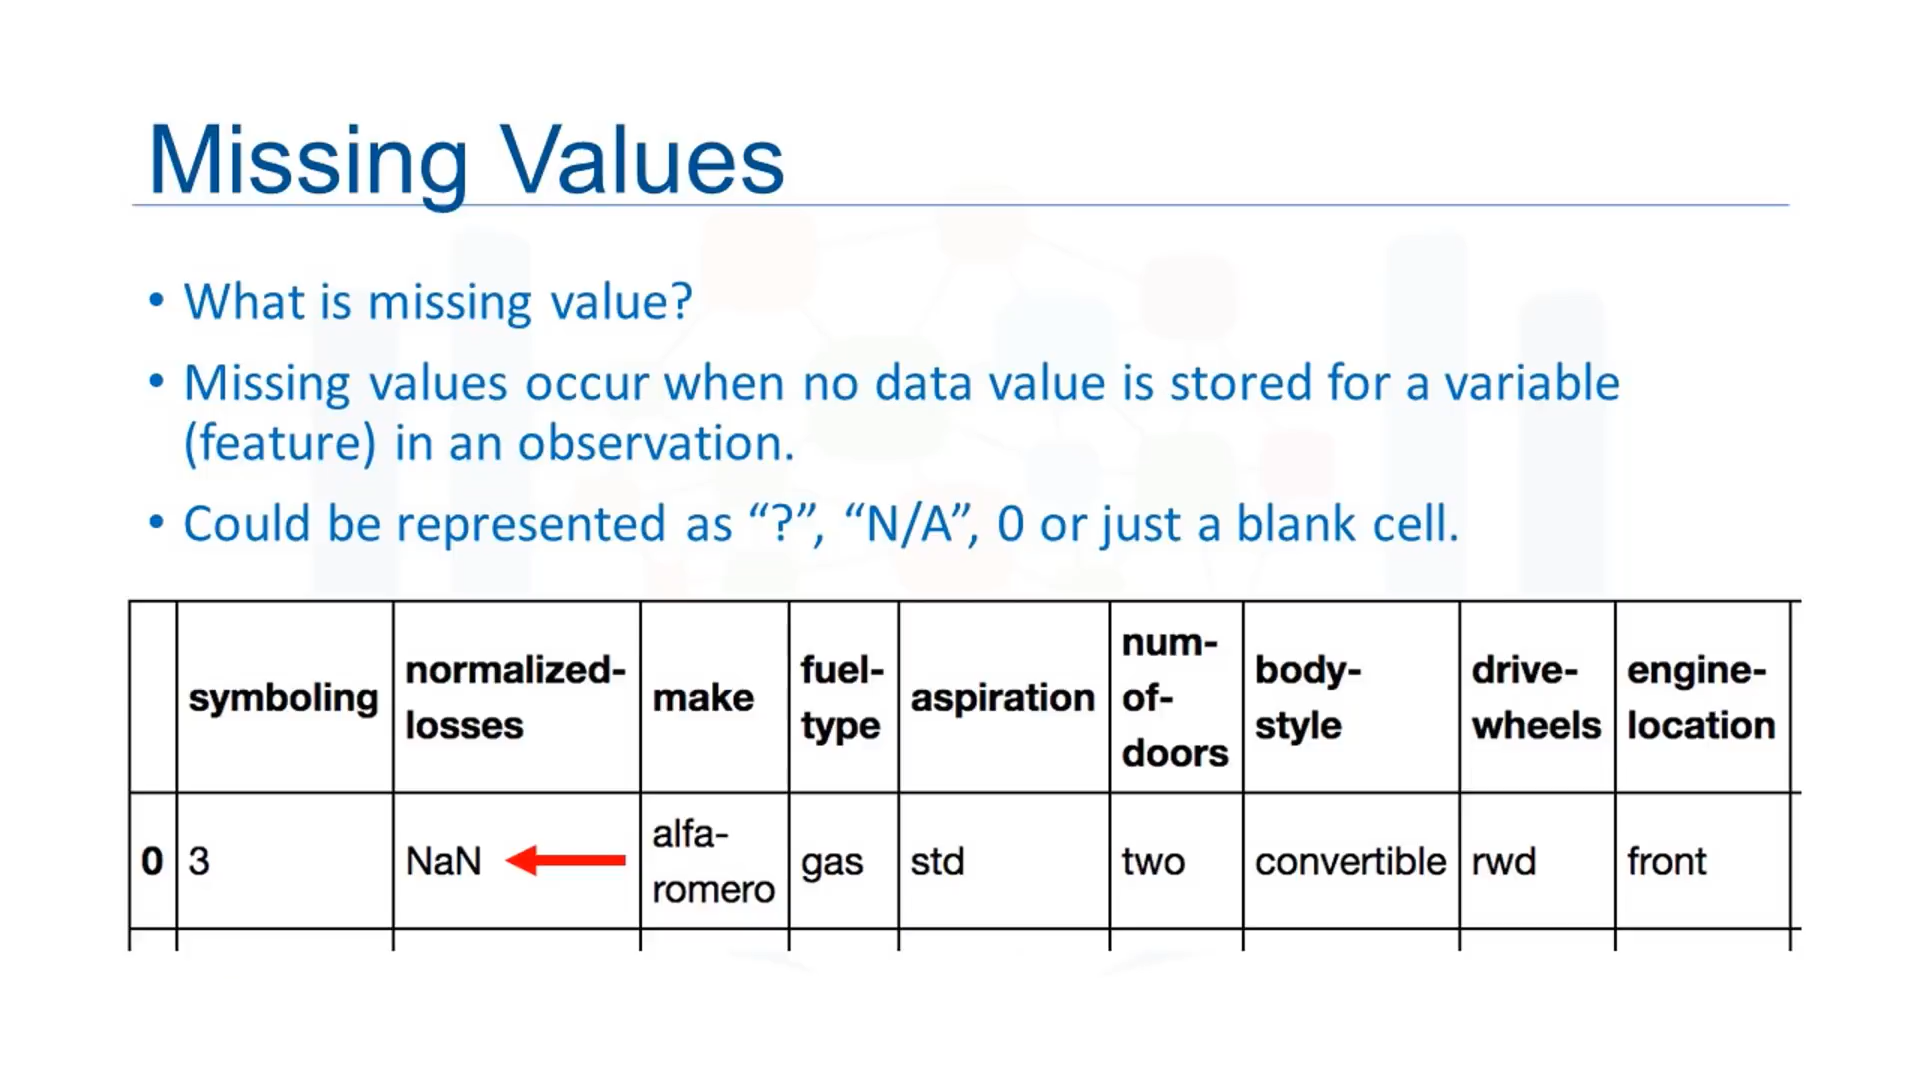 Missing Values
• What is missing value?
• Missing values occur when no data value is stored for a variable
(feature) in an observation.
• Could be represented as “?”, “N/A”, 0 or just a blank cell.
symboling normalized-losses make fuel-type aspiration num-of-doors body-style drive-wheels engine-location
0 3 NaN alfa-romero gas std two convertible rwd front